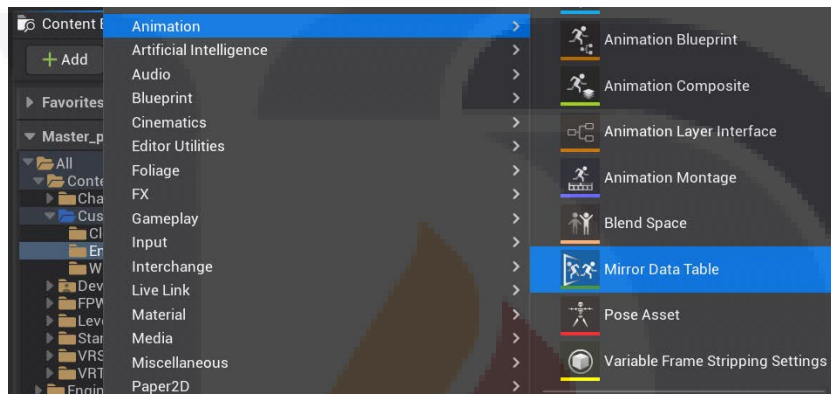 Content
+ Add
Favorites
Master_p
All
Conte
Cha
Cus
Cl
En
W
Dev
FPW
Leve
Star
VRS
VRT
Engin
Animation
Artificial Intelligence
Audio
Blueprint
Cinematics
Editor Utilities
Foliage
FX
Gameplay
Input
Interchange
Live Link
Material
Media
Miscellaneous
Paper2D
Animation Blueprint
Animation Composite
Animation Layer Interface
Animation Montage
Blend Space
Mirror Data Table
Pose Asset
Variable Frame Stripping Settings